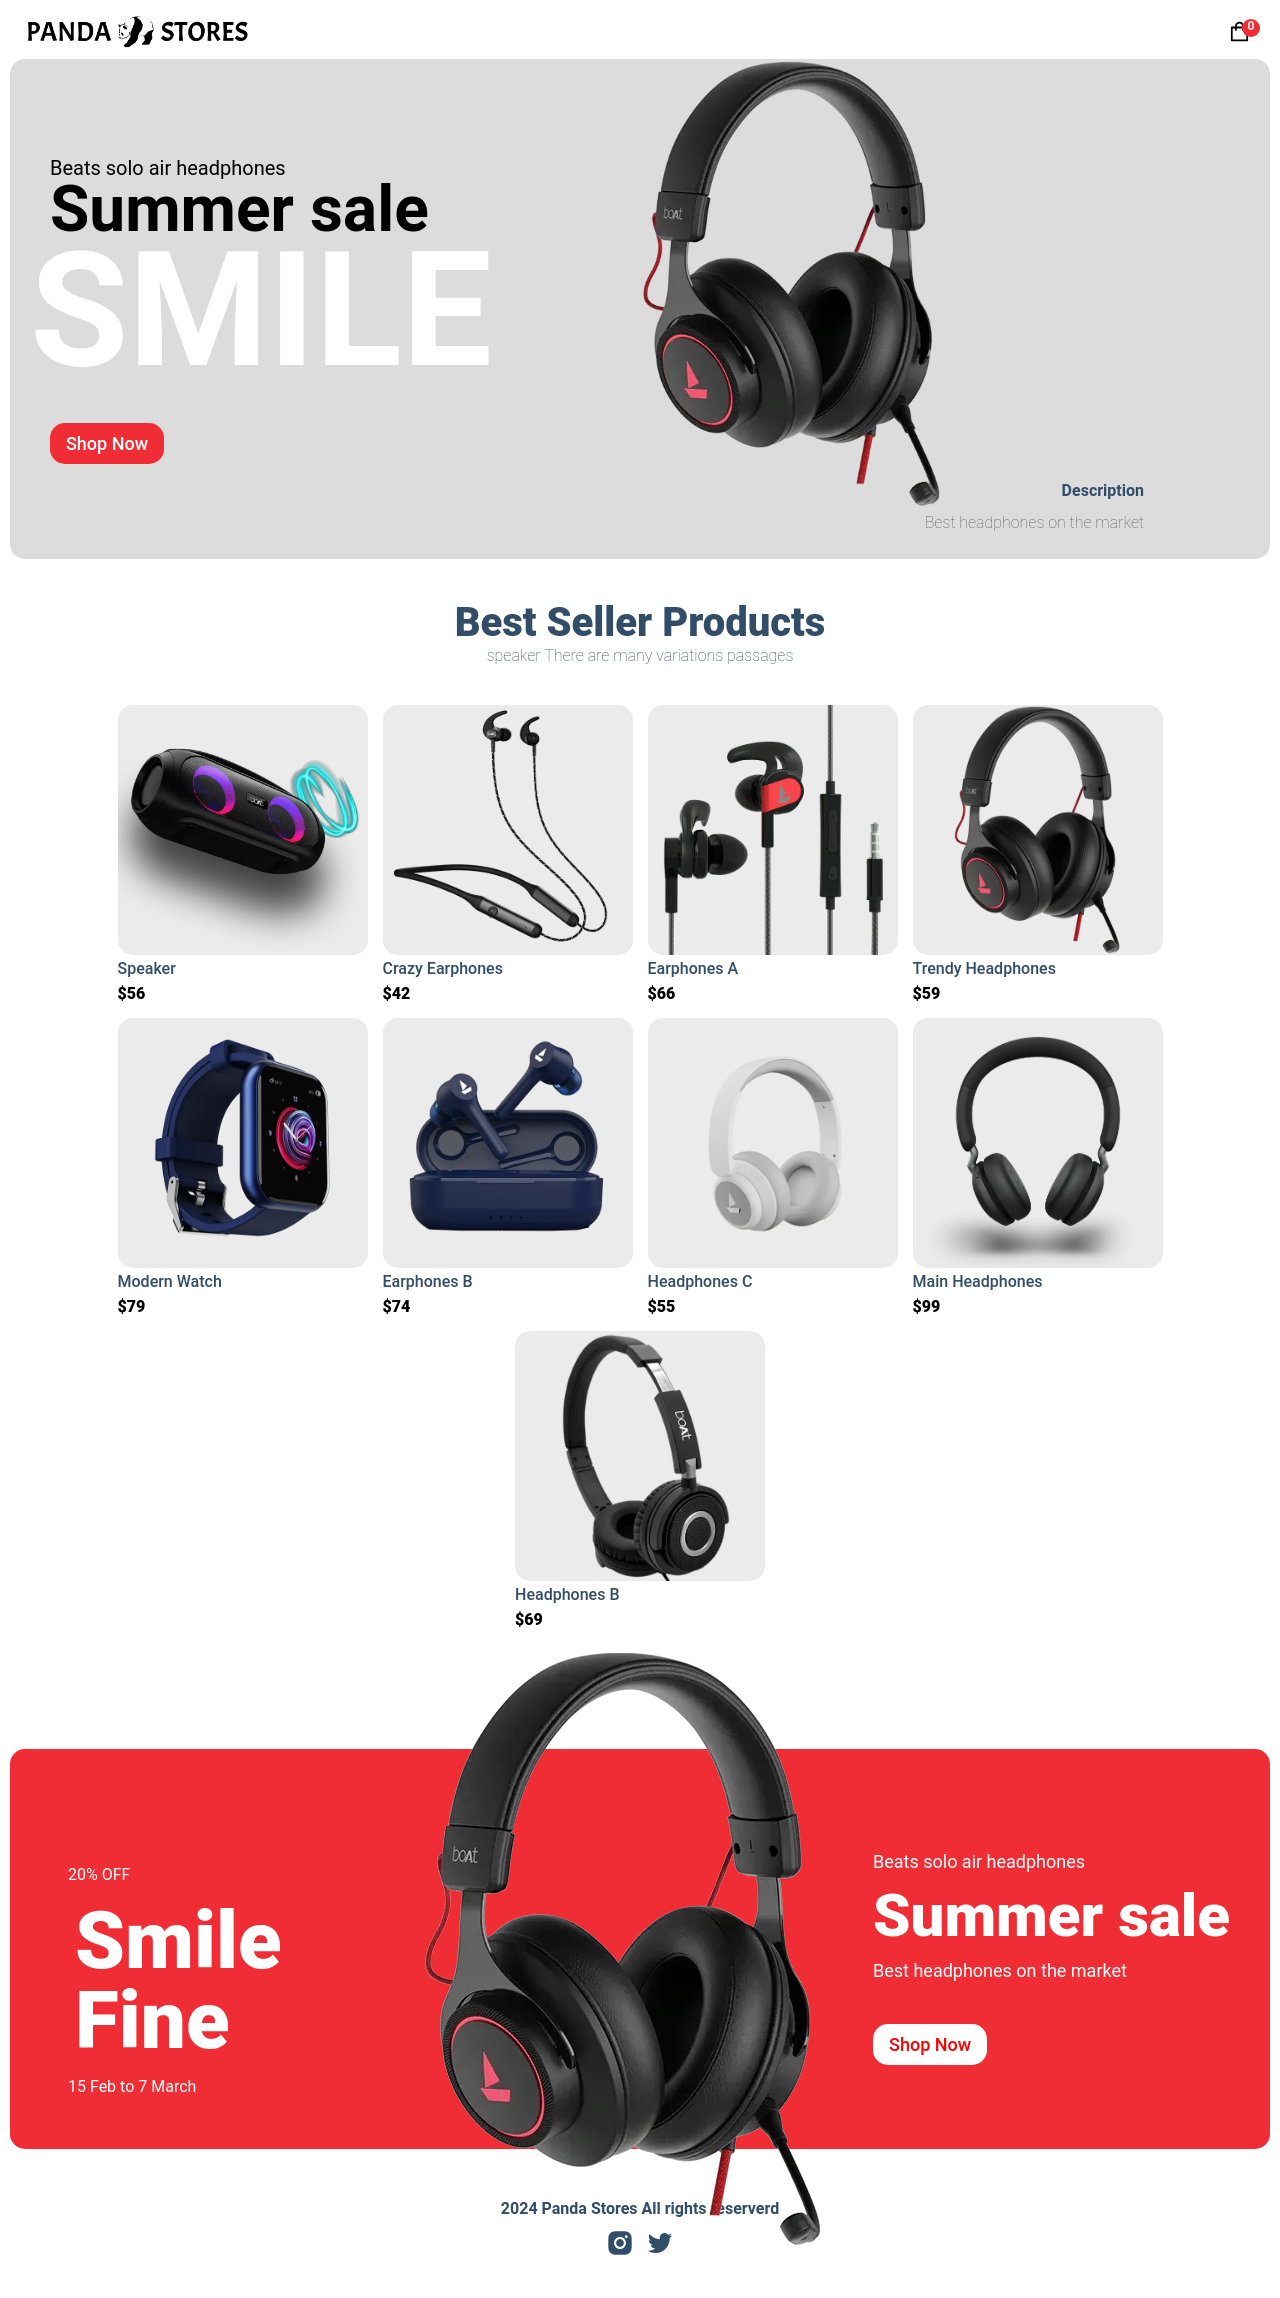 PANDA STORES
0
Beats solo air headphones
Summer sale
SMILE
boAt
Shop Now
Description
Best headphones on the market
Best Seller Products
speaker There are many variations passages
boAt
Speaker
$56
Crazy Earphones
$42
Earphones A
$66
Trendy Headphones
$59
Modern Watch
$79
Earphones B
$74
Headphones C
$55
Main Headphones
$99
boAt
Headphones B
$69
boAt
20% OFF
Smile
Fine
15 Feb to 7 March
Beats solo air headphones
Summer sale
Best headphones on the market
Shop Now
2024 Panda Stores All rights reserverd